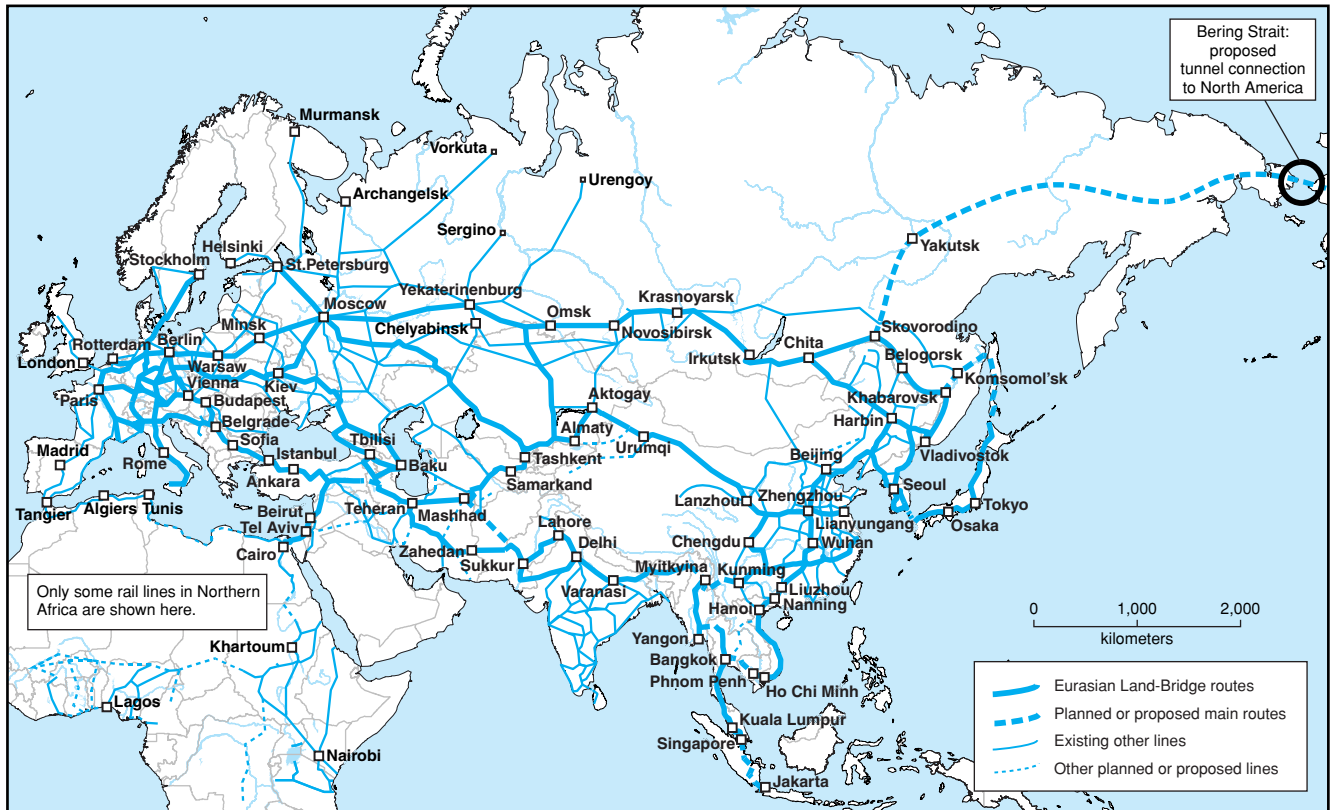 Bering Strait:
proposed
tunnel connection
to North America
Murmansk
Vorkuta
Urengoy
Archangelsk
Sergino
Yakutsk
Helsinki
Stockholm
St.Petersburg
Yekaterinenburg
Krasnoyarsk
Moscow
Omsk
Chelyabinsk
Novosibirsk
Skovorodino
Minsk
Rotterdam
Berlin
London
Warsaw
Irkutsk
Chita
Belogorsk
Vienna
Kiev
Komsomol'sk
Paris
Budapest
Aktogay
Khabarovsk
Belgrade
Almaty
Harbin
Sofia
Tbilisi
Urumqi
Madrid
Istanbul
Beijing
Vladivostok
Rome
Baku
Tashkent
Ankara
Samarkand
Seoul
Lanzhou
Zhengzhou
Tangier
Algiers
Tunis
Beirut
Teheran
Mashhad
Tokyo
Tel Aviv
Lahore
Lianyungang
Osaka
Cairo
Zahedan
Delhi
Chengdu
Wuhan
Sukkur
Myitkyina
Kunming
Varanasi
Liuzhou
Nanning
Hanoi
Only some rail lines in Northern
Africa are shown here.
0 1,000 2,000
kilometers
Khartoum
Yangon
Bangkok
Phnom Penh
Ho Chi Minh
Lagos
Kuala Lumpur
Singapore
Nairobi
Jakarta
Eurasian Land-Bridge routes
Planned or proposed main routes
Existing other lines
Other planned or proposed lines